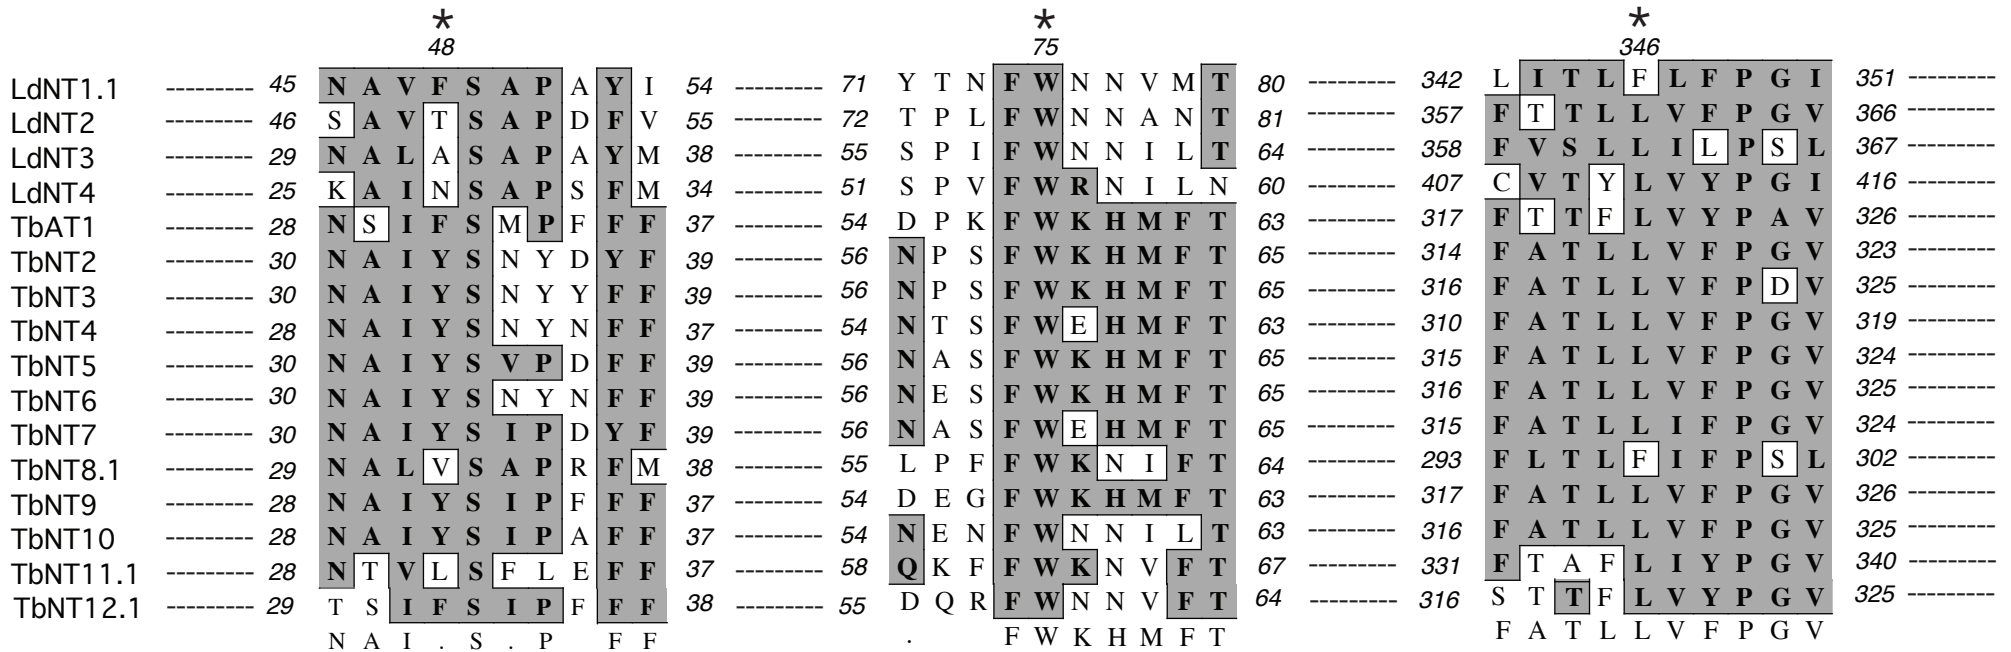 * * *
48 75 346
LdNT1.1 --------- 45 N A V F S A P A Y I 54 --------- 71 Y T N F W N N V M T 80 --------- 342 L I T L F L F P G I 351 ---------
LdNT2 --------- 46 S A V T S A P D F V 55 --------- 72 T P L F W N N A N T 81 --------- 357 F T T L L V F P G V 366 ---------
LdNT3 --------- 29 N A L A S A P A Y M 38 --------- 55 S P I F W N N I L T 64 --------- 358 F V S L L I L P S L 367 ---------
LdNT4 --------- 25 K A I N S A P S F M 34 --------- 51 S P V F W R N I L N 60 --------- 407 C V T Y L V Y P G I 416 ---------
TbAT1 --------- 28 N S I F S M P F F F 37 --------- 54 D P K F W K H M F T 63 --------- 317 F T T F L V Y P A V 326 ---------
TbNT2 --------- 30 N A I Y S N Y D Y F 39 --------- 56 N P S F W K H M F T 65 --------- 314 F A T L L V F P G V 323 ---------
TbNT3 --------- 30 N A I Y S N Y Y F F 39 --------- 56 N P S F W K H M F T 65 --------- 316 F A T L L V F P D V 325 ---------
TbNT4 --------- 28 N A I Y S N Y N F F 37 --------- 54 N T S F W E H M F T 63 --------- 310 F A T L L V F P G V 319 ---------
TbNT5 --------- 30 N A I Y S V P D F F 39 --------- 56 N A S F W K H M F T 65 --------- 315 F A T L L V F P G V 324 ---------
TbNT6 --------- 30 N A I Y S N Y N F F 39 --------- 56 N E S F W K H M F T 65 --------- 316 F A T L L V F P G V 325 ---------
TbNT7 --------- 30 N A I Y S I P D Y F 39 --------- 56 N A S F W E H M F T 65 --------- 315 F A T L L I F P G V 324 ---------
TbNT8.1 --------- 29 N A L V S A P R F M 38 --------- 55 L P F F W K N I F T 64 --------- 293 F L T L F I F P S L 302 ---------
TbNT9 --------- 28 N A I Y S I P F F F 37 --------- 54 D E G F W K H M F T 63 --------- 317 F A T L L V F P G V 326 ---------
TbNT10 --------- 28 N A I Y S I P A F F 37 --------- 54 N E N F W N N I L T 63 --------- 316 F A T L L V F P G V 325 ---------
TbNT11.1 --------- 28 N T V L S F L E F F 37 --------- 58 Q K F F W K N V F T 67 --------- 331 F T A F L I Y P G V 340 ---------
TbNT12.1 --------- 29 T S I F S I P F F F 38 --------- 55 D Q R F W N N V F T 64 --------- 316 S T T F L V Y P G V 325 ---------
N A I . S . P F F . F W K H M F T F A T L L V F P G V